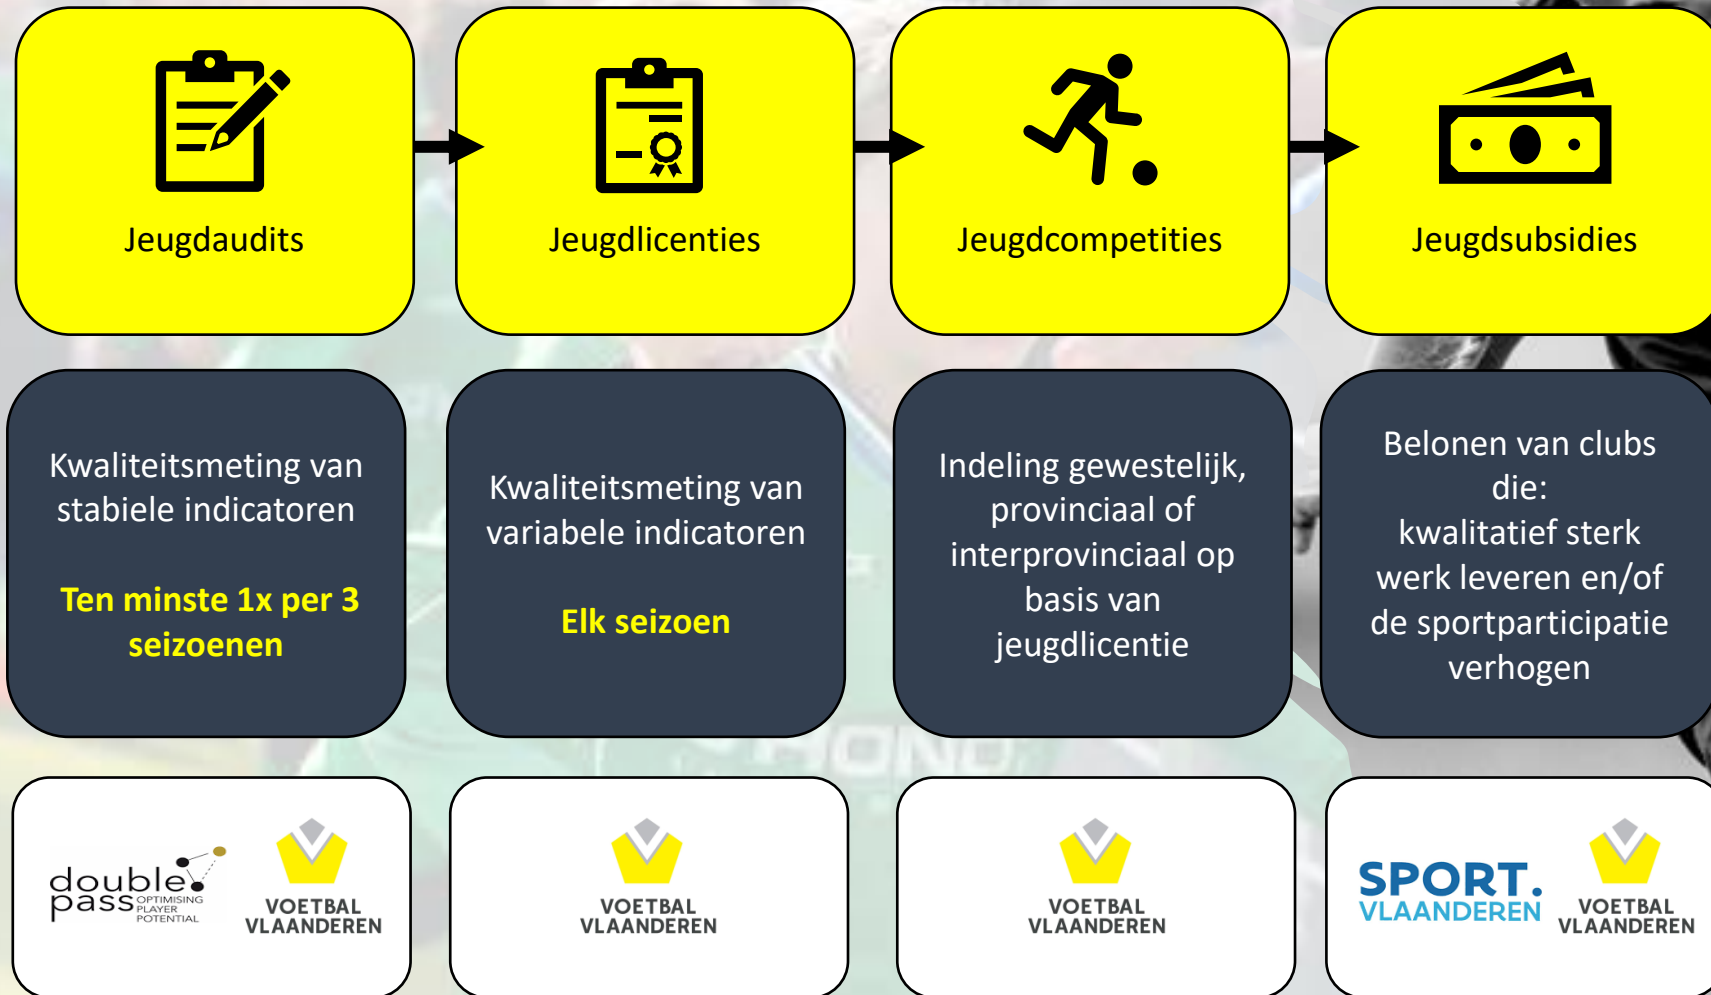 Jeugdaudits
Jeugdlicenties
Jeugdcompetities
Jeugdsubsidies
Kwaliteitsmeting van
stabiele indicatoren
Ten minste 1x per 3
seizoenen
Kwaliteitsmeting van
variabele indicatoren
Elk seizoen
Indeling gewestelijk,
provinciaal of
interprovinciaal op
basis van
jeugdlicentie
Belonen van clubs
die:
kwalitatief sterk
werk leveren en/of
de sportparticipatie
verhogen
double
pass
OPTIMISING
PLAYER
POTENTIAL
VOETBAL
VLAANDEREN
VOETBAL
VLAANDEREN
VOETBAL
VLAANDEREN
SPORT.
VLAANDEREN
VOETBAL
VLAANDEREN